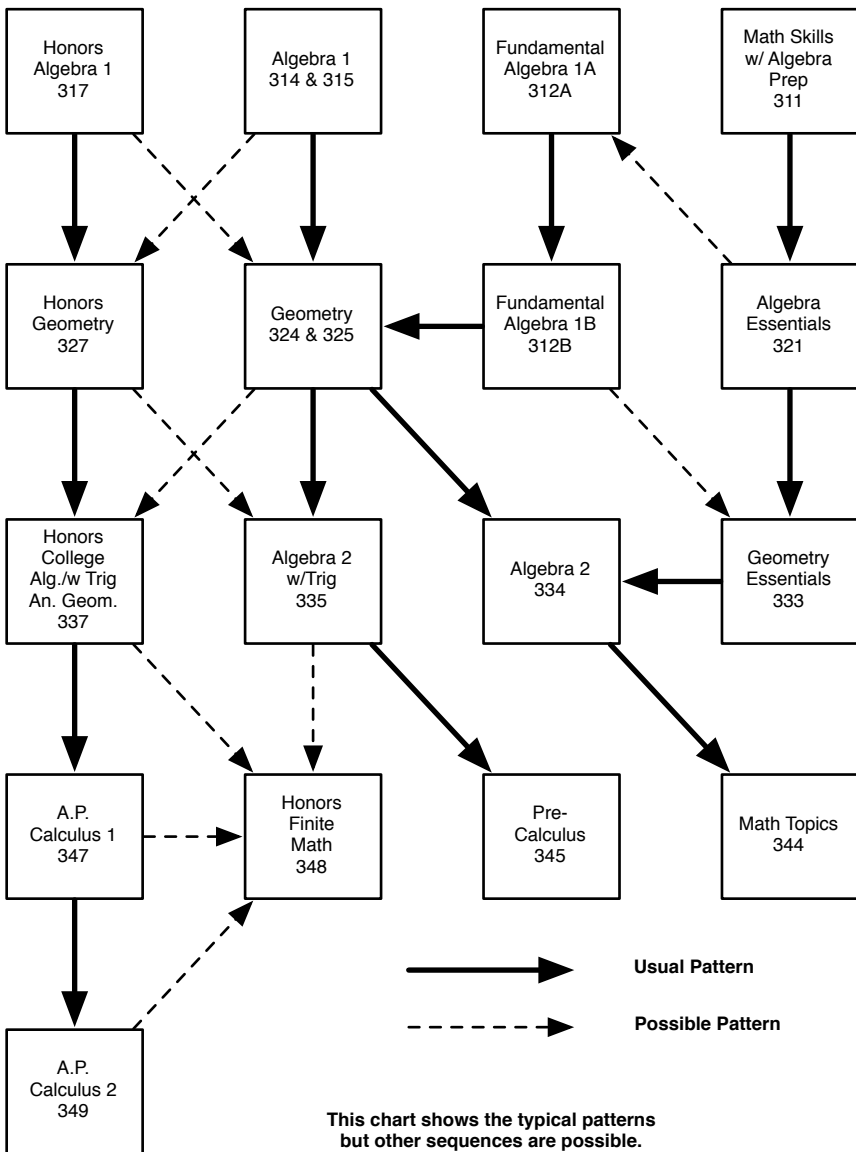 Honors
Algebra 1
317
Algebra 1
314 & 315
Fundamental
Algebra 1A
312A
Math Skills
w/ Algebra
Prep
311
Honors
Geometry
327
Geometry
324 & 325
Fundamental
Algebra 1B
312B
Algebra
Essentials
321
Honors
College
Alg./w Trig
An. Geom.
337
Algebra 2
w/Trig
335
Algebra 2
334
Geometry
Essentials
333
A.P.
Calculus 1
347
Honors
Finite
Math
348
Pre-
Calculus
345
Math Topics
344
Usual Pattern
Possible Pattern
A.P.
Calculus 2
349
This chart shows the typical patterns
but other sequences are possible.